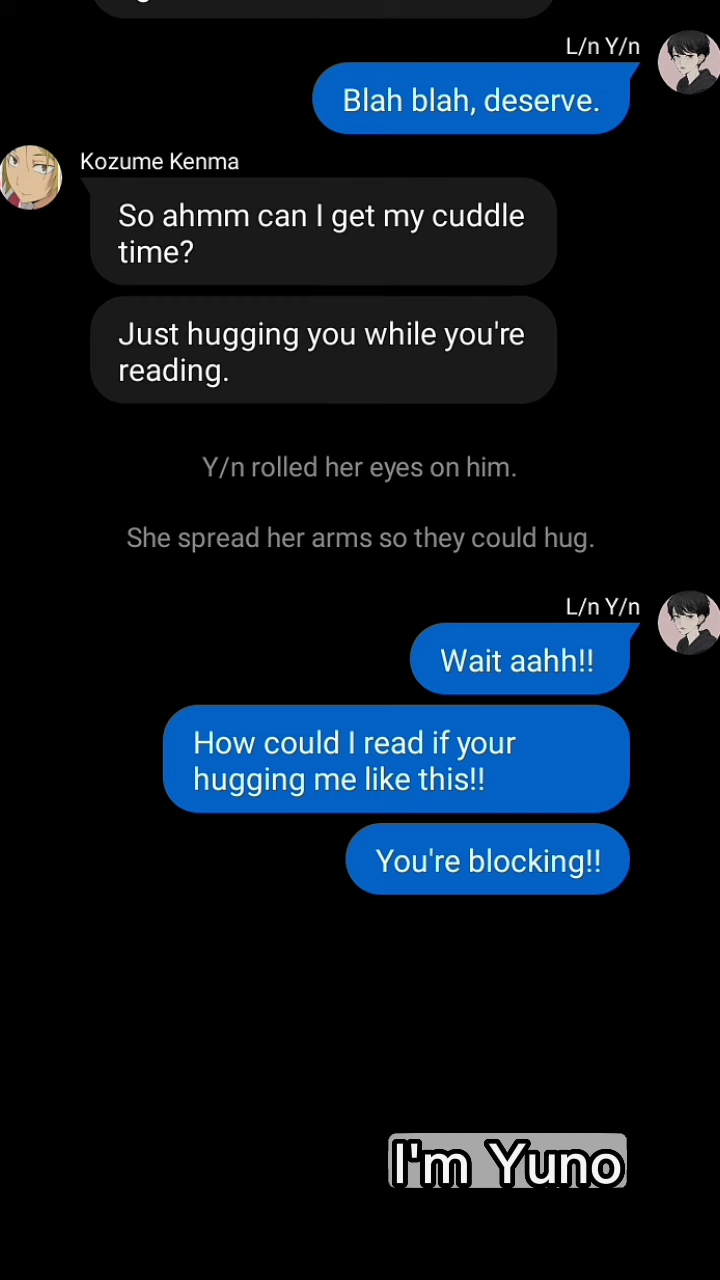 L/n Y/n
Blah blah, deserve.
Kozume Kenma
So ahmm can I get my cuddle
time?
Just hugging you while you're
reading.
Y/n rolled her eyes on him.
She spread her arms so they could hug.
L/n Y/n
Wait aahh!!
How could I read if your
hugging me like this!!
You're blocking!!
I'm Yuno